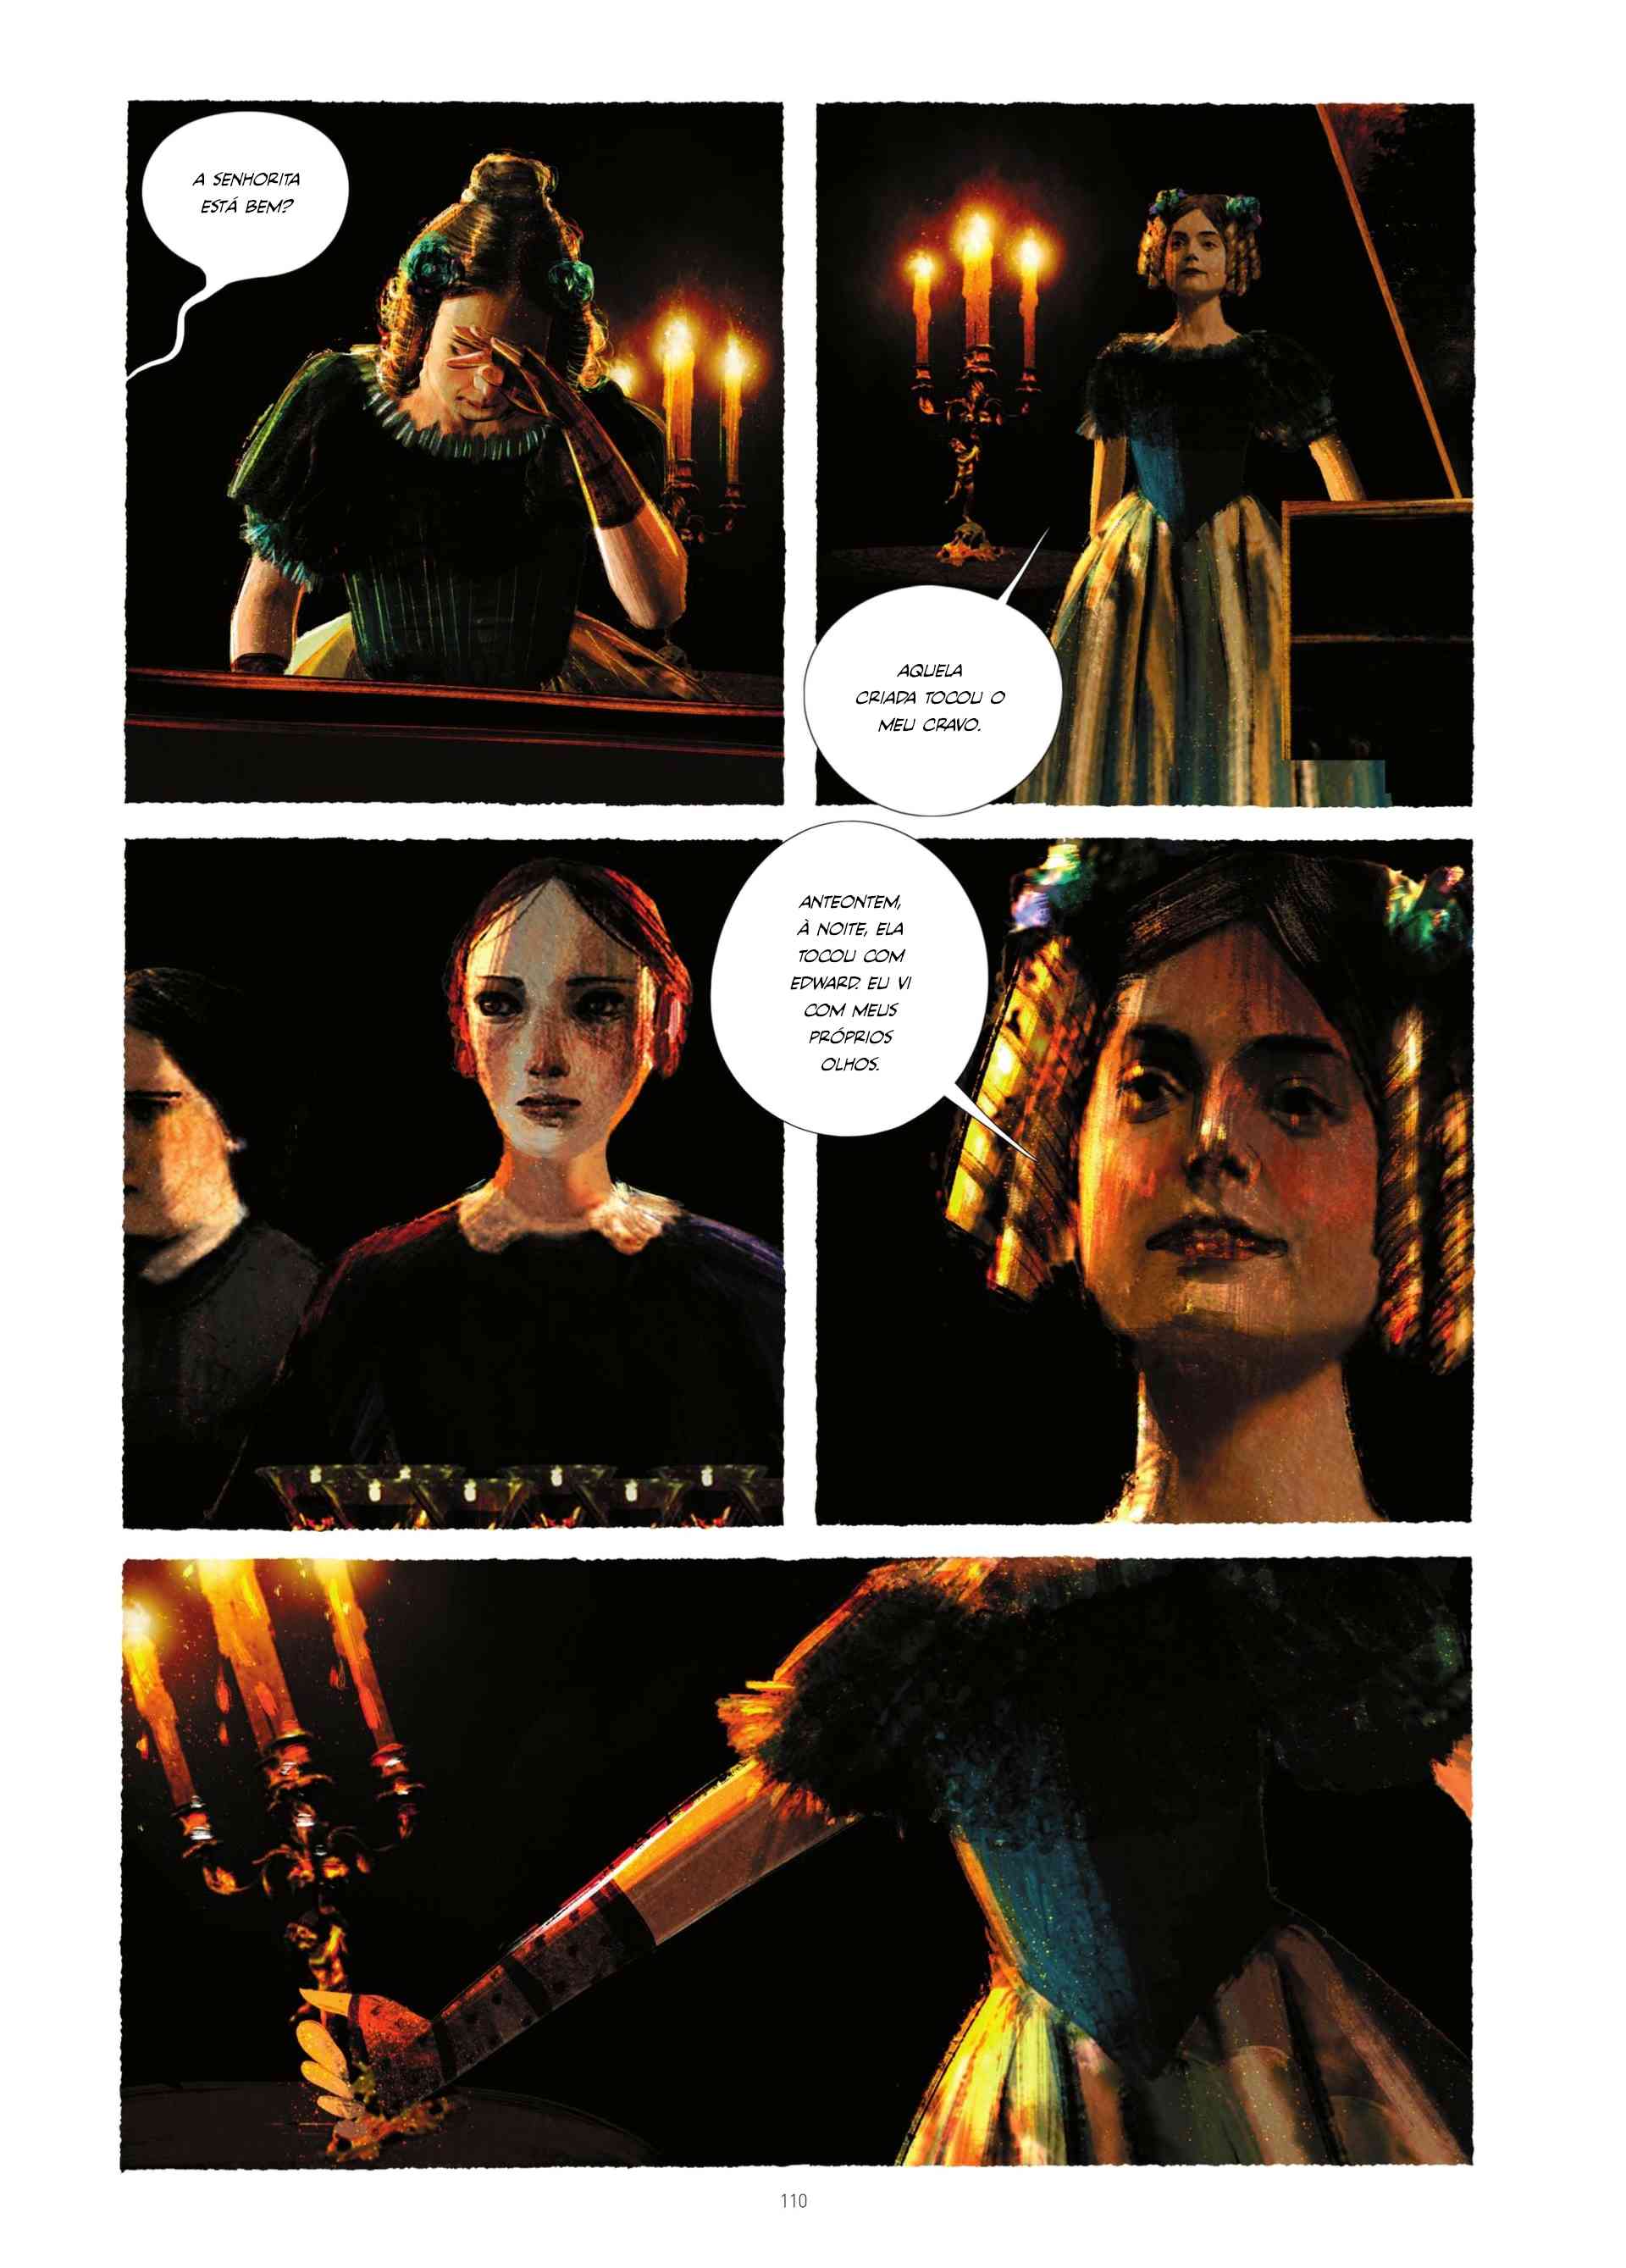 A SENHORITA
ESTÁ BEM?
AQUELA
CRIADA TOCOU O
MEU CRAVO.
ANTEONTEM,
À NOITE, ELA
TOCOU COM
EDWARD. EU VI
COM MEUS
PRÓPRIOS
OLHOS.
110